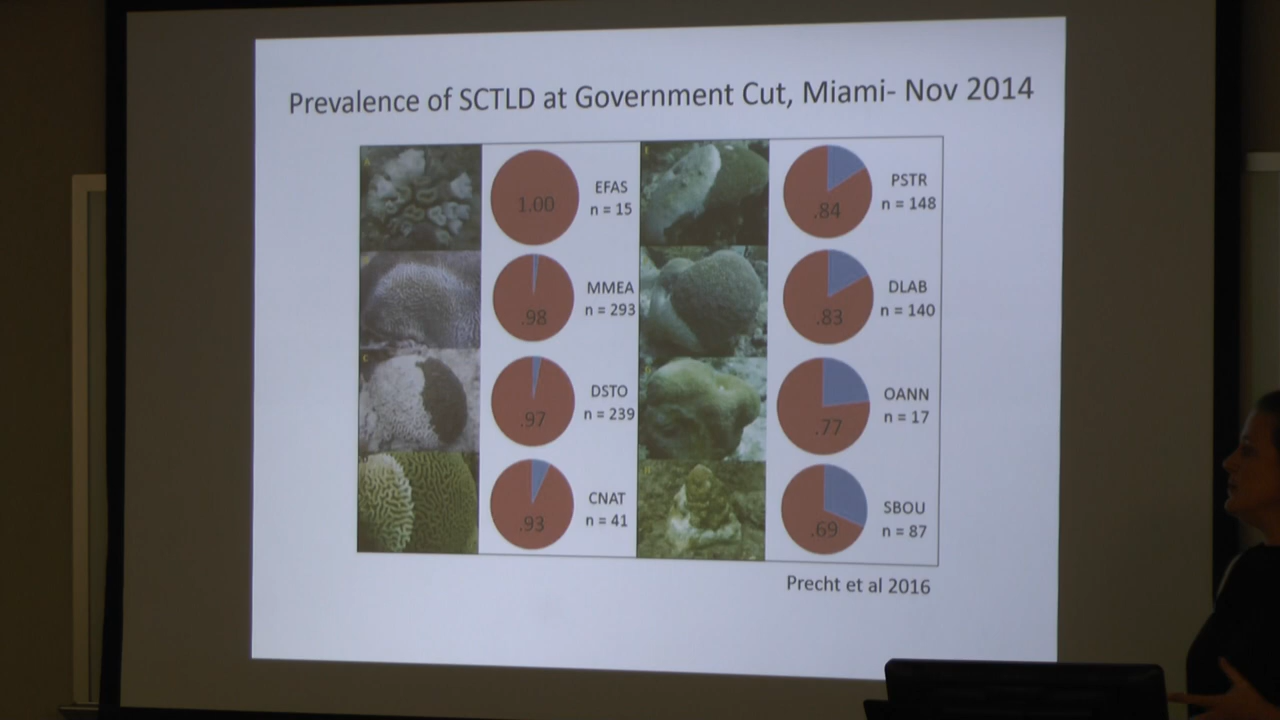 Prevalence of SCTLD at Government Cut, Miami- Nov 2014
1.00
EFAS
n = 15
.98
MMEA
n = 293
C
.97
DSTO
n = 239
.93
CNAT
n = 41
.84
PSTR
n = 148
.83
DLAB
n = 140
.77
OANN
n = 17
.69
SBOU
n = 87
Precht et al 2016